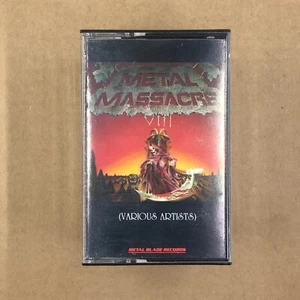 METAL
MASSACRE
VIII
(VARIOUS ARTISTS)
METAL BLADE RECORDS